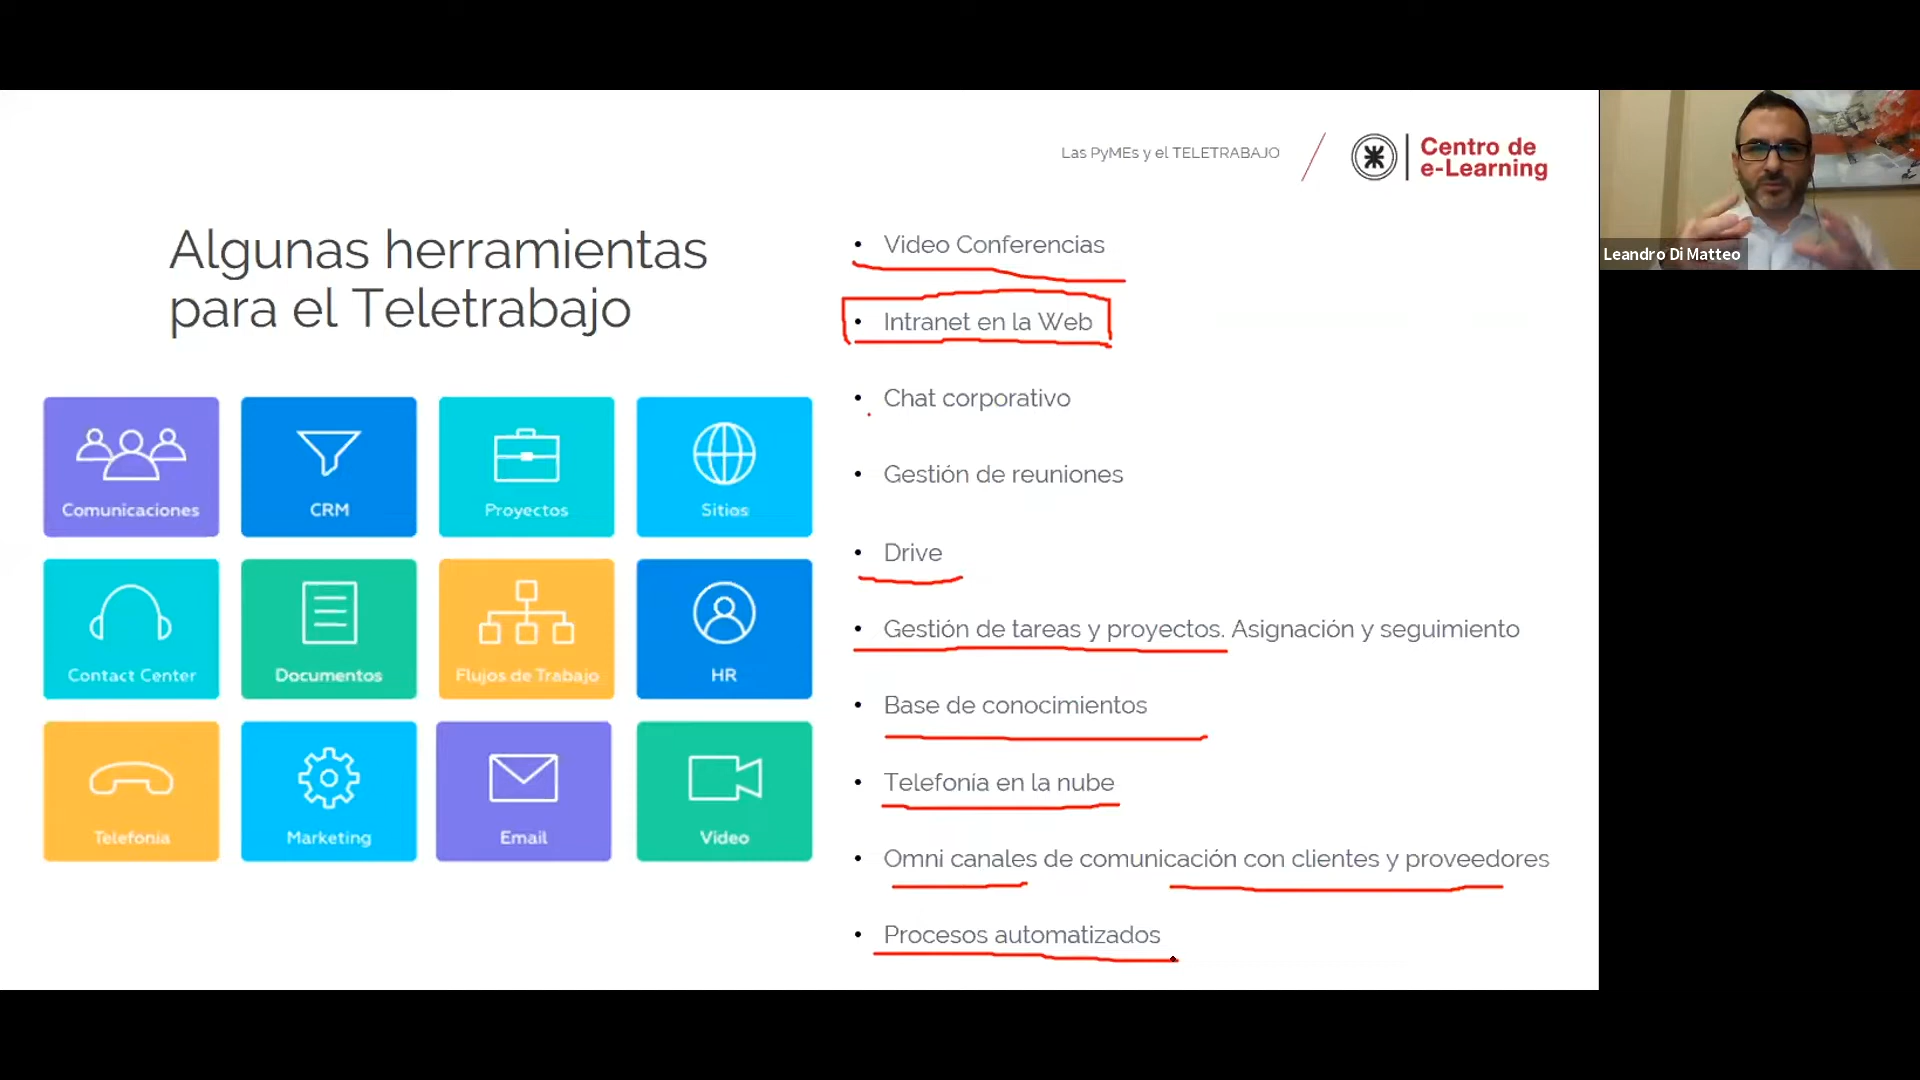 Las PyMEs y el TELETRABAJO
Centro de
e-Learning
Leandro Di Matteo
Algunas herramientas
para el Teletrabajo
Comunicaciones
CRM
Proyectos
Sitios
Contact Center
Documentos
Flujos de Trabajo
HR
Telefonía
Marketing
Email
Vídeo
• Video Conferencias
• Intranet en la Web
• Chat corporativo
• Gestión de reuniones
• Drive
• Gestión de tareas y proyectos. Asignación y seguimiento
• Base de conocimientos
• Telefonía en la nube
• Omni canales de comunicación con clientes y proveedores
• Procesos automatizados